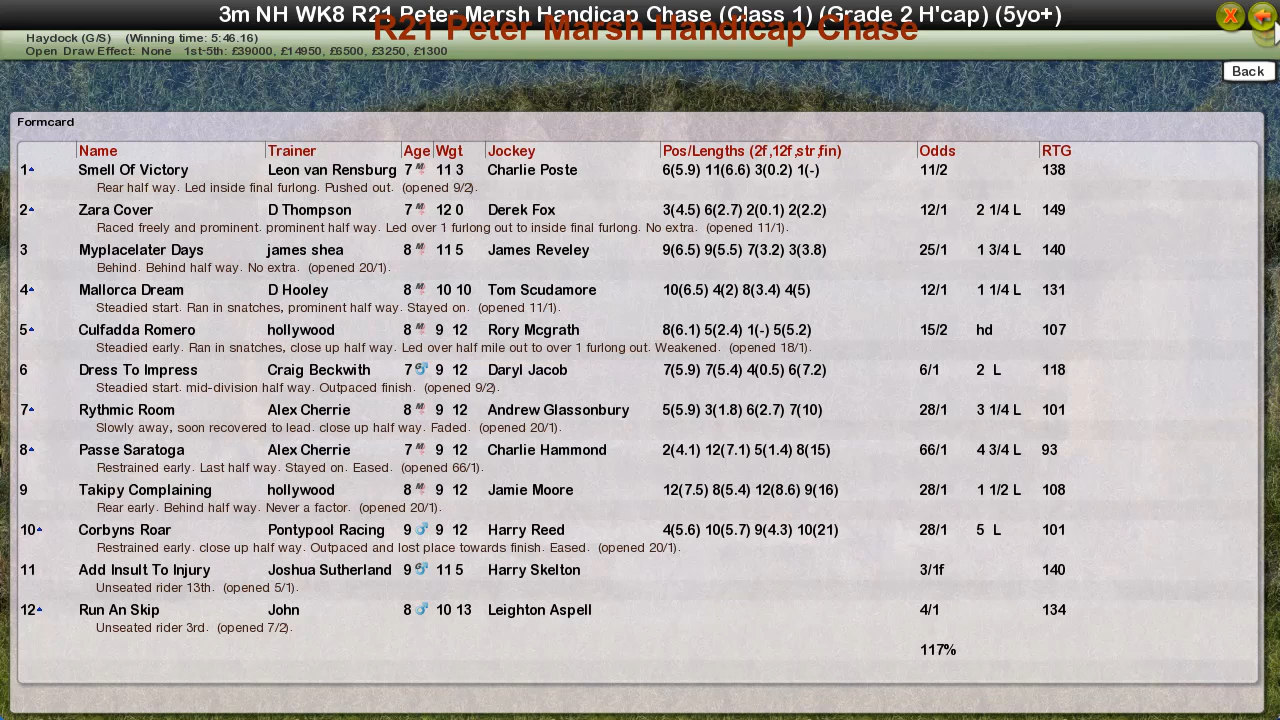 3m NH WK8 R21 Peter Marsh Handicap Chase (Class 1) (Grade 2 H'cap) (5yo+)
R21 Peter Marsh Handicap Chase
Haydock (G/S) (Winning time: 5:46.16)
Open Draw Effect: None 1st-5th: £39000, £14950, £6500, £3250, £1300
Back
Formcard
Name Trainer Age Wgt Jockey Pos/Lengths (2f,12f,str,fin) Odds RTG
1 Smell Of Victory Leon van Rensburg 7 11 3 Charlie Poste 6(5.9) 11(6.6) 3(0.2) 1(-) 11/2 138
Rear half way. Led inside final furlong. Pushed out. (opened 9/2).
2 Zara Cover D Thompson 7 12 0 Derek Fox 3(4.5) 6(2.7) 2(0.1) 2(2.2) 12/1 2 1/4 L 149
Raced freely and prominent. prominent half way. Led over 1 furlong out to inside final furlong. No extra. (opened 11/1).
3 Myplacelater Days james shea 8 11 5 James Reveley 9(6.5) 9(5.5) 7(3.2) 3(3.8) 25/1 1 3/4 L 140
Behind. Behind half way. No extra. (opened 20/1).
4 Mallorca Dream D Hooley 8 10 10 Tom Scudamore 10(6.5) 4(2) 8(3.4) 4(5) 12/1 1 1/4 L 131
Steadied start. Ran in snatches, prominent half way. Stayed on. (opened 11/1).
5 Culfadda Romero hollywood 8 9 12 Rory Mcgrath 8(6.1) 5(2.4) 1(-) 5(5.2) 15/2 hd 107
Steadied early. Ran in snatches, close up half way. Led over half mile out to over 1 furlong out. Weakened. (opened 18/1).
6 Dress To Impress Craig Beckwith 7 9 12 Daryl Jacob 7(5.9) 7(5.4) 4(0.5) 6(7.2) 6/1 2 L 118
Steadied start. mid-division half way. Outpaced finish. (opened 9/2).
7 Rythmic Room Alex Cherrie 8 9 12 Andrew Glassonbury 5(5.9) 3(1.8) 6(2.7) 7(10) 28/1 3 1/4 L 101
Slowly away, soon recovered to lead. close up half way. Faded. (opened 20/1).
8 Passe Saratoga Alex Cherrie 7 9 12 Charlie Hammond 2(4.1) 12(7.1) 5(1.4) 8(15) 66/1 4 3/4 L 93
Restrained early. Last half way. Stayed on. Eased. (opened 66/1).
9 Takipy Complaining hollywood 8 9 12 Jamie Moore 12(7.5) 8(5.4) 12(8.6) 9(16) 28/1 1 1/2 L 108
Rear early. Behind half way. Never a factor. (opened 20/1).
10 Corbyns Roar Pontypool Racing 9 9 12 Harry Reed 4(5.6) 10(5.7) 9(4.3) 10(21) 28/1 5 L 101
Restrained early. close up half way. Outpaced and lost place towards finish. Eased. (opened 20/1).
11 Add Insult To Injury Joshua Sutherland 9 11 5 Harry Skelton 3/1f 140
Unseated rider 13th. (opened 5/1).
12 Run An Skip John 8 10 13 Leighton Aspell 4/1 134
Unseated rider 3rd. (opened 7/2).
117%